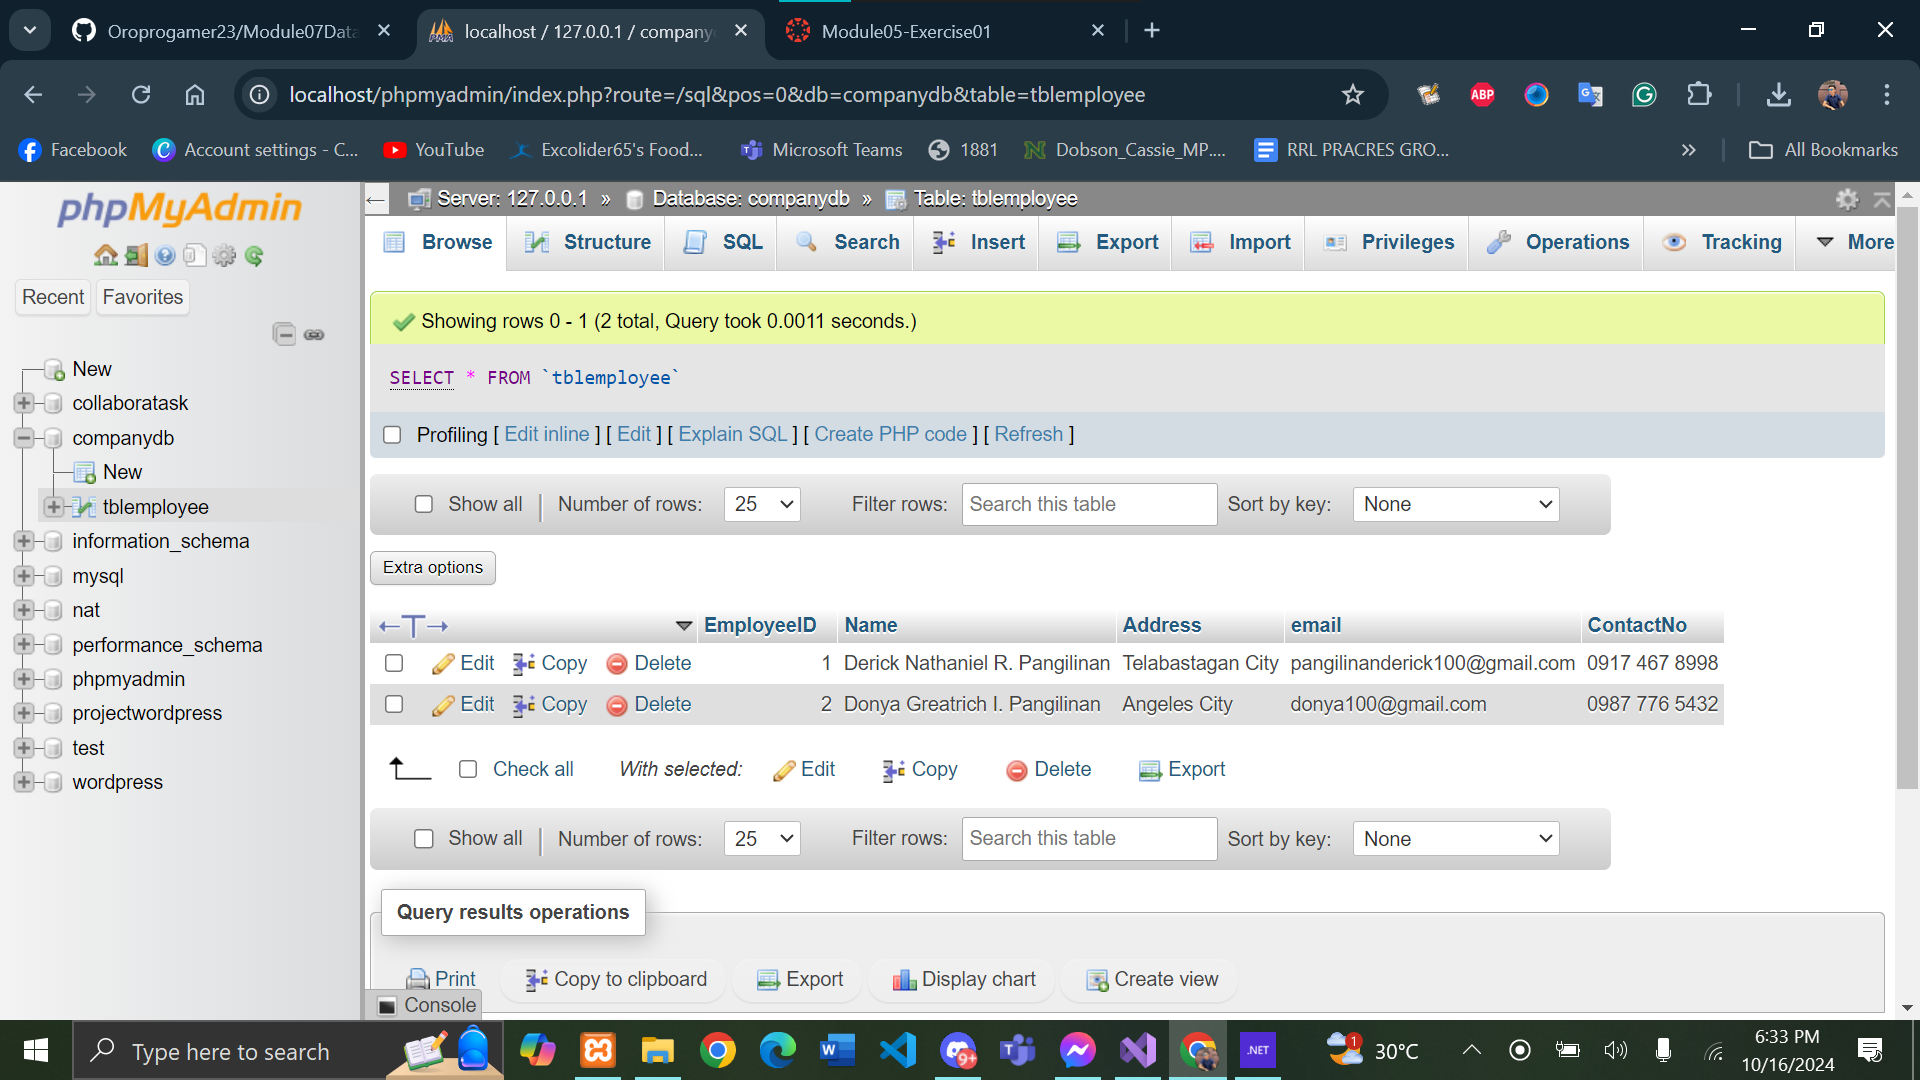 Oroprogamer23/Module07Data
localhost / 127.0.0.1 / company
Module05-Exercise01
localhost/phpmyadmin/index.php?route=/sql&pos=0&db=companydb&table=tblemployee
ABP
Facebook
Account settings - C...
YouTube
Excolider65's Food...
Microsoft Teams
1881
Dobson_Cassie_MP....
RRL PRACRES GRO...
»
All Bookmarks
phpMyAdmin
Recent
Favorites
New
collaboratask
companydb
New
tblemployee
information_schema
mysql
nat
performance_schema
phpmyadmin
projectwordpress
test
wordpress
Server: 127.0.0.1 » Database: companydb » Table: tblemployee
Browse
Structure
SQL
Search
Insert
Export
Import
Privileges
Operations
Tracking
More
Showing rows 0 - 1 (2 total, Query took 0.0011 seconds.)
SELECT * FROM `tblemployee`
Profiling [ Edit inline ] [ Edit ] [ Explain SQL ] [ Create PHP code ] [ Refresh ]
Show all | Number of rows: 25 Filter rows: Search this table Sort by key: None
Extra options
EmployeeID Name Address email ContactNo
Edit Copy Delete 1 Derick Nathaniel R. Pangilinan Telabastagan City pangilinanderick100@gmail.com 0917 467 8998
Edit Copy Delete 2 Donya Greatrich I. Pangilinan Angeles City donya100@gmail.com 0987 776 5432
Check all With selected: Edit Copy Delete Export
Show all | Number of rows: 25 Filter rows: Search this table Sort by key: None
Query results operations
Print
Copy to clipboard
Export
Display chart
Create view
Console
Type here to search
9+
.NET
1
30°C
6:33 PM
10/16/2024